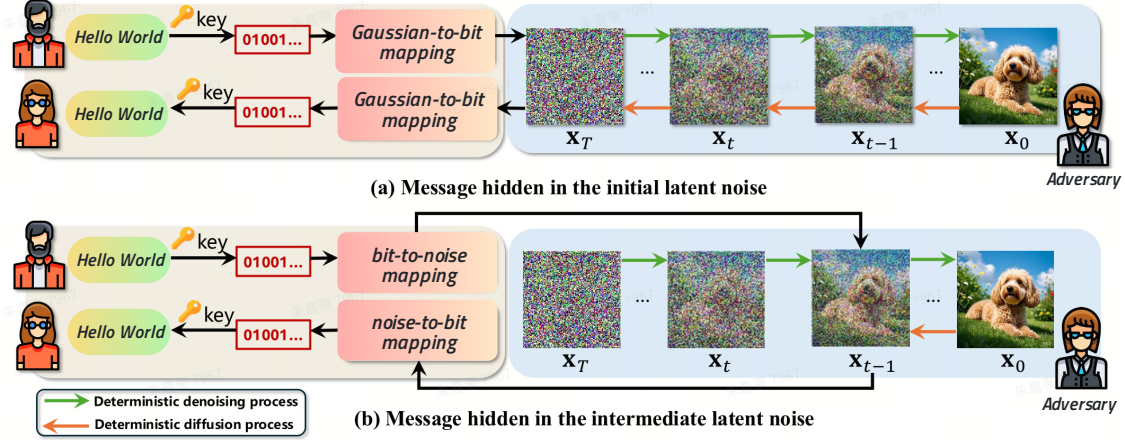 Hello World
key
01001...
Gaussian-to-bit
mapping
...
...
Hello World
key
01001...
Gaussian-to-bit
mapping
x_T
x_t
x_{t−1}
x_0
Adversary
(a) Message hidden in the initial latent noise
Hello World
key
01001...
bit-to-noise
mapping
...
...
Hello World
key
01001...
noise-to-bit
mapping
x_T
x_t
x_{t−1}
x_0
Adversary
Deterministic denoising process
Deterministic diffusion process
(b) Message hidden in the intermediate latent noise